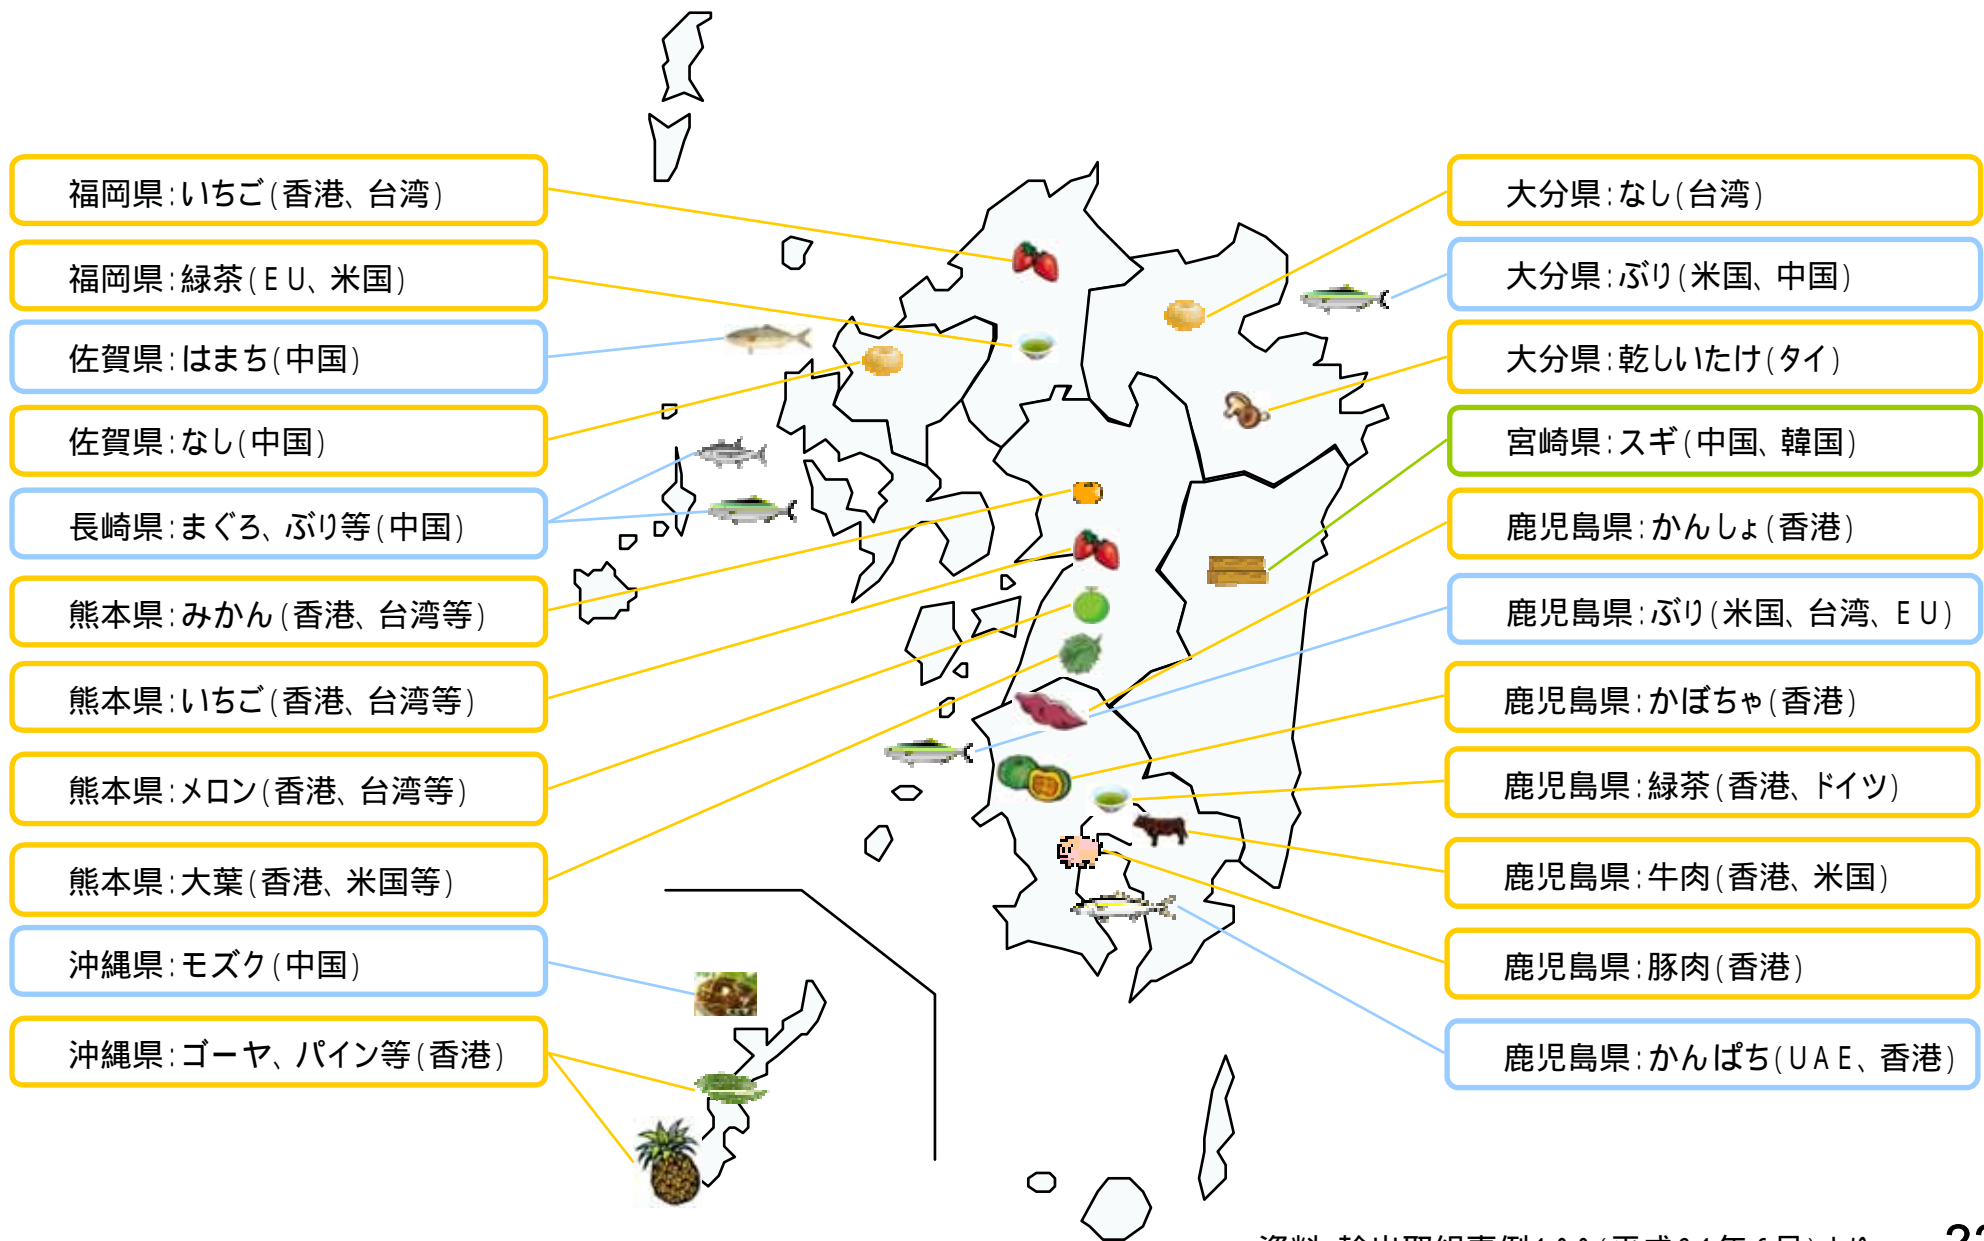 福岡県:いちご(香港、台湾)
福岡県:緑茶(EU、米国)
佐賀県:はまち(中国)
佐賀県:なし(中国)
長崎県:まぐろ、ぶり等(中国)
熊本県:みかん(香港、台湾等)
熊本県:いちご(香港、台湾等)
熊本県:メロン(香港、台湾等)
熊本県:大葉(香港、米国等)
沖縄県:モズク(中国)
沖縄県:ゴーヤ、パイン等(香港)
大分県:なし(台湾)
大分県:ぶり(米国、中国)
大分県:乾しいたけ(タイ)
宮崎県:スギ(中国、韓国)
鹿児島県:かんしょ(香港)
鹿児島県:ぶり(米国、台湾、EU)
鹿児島県:かぼちゃ(香港)
鹿児島県:緑茶(香港、ドイツ)
鹿児島県:牛肉(香港、米国)
鹿児島県:豚肉(香港)
鹿児島県:かんぱち(UAE、香港)